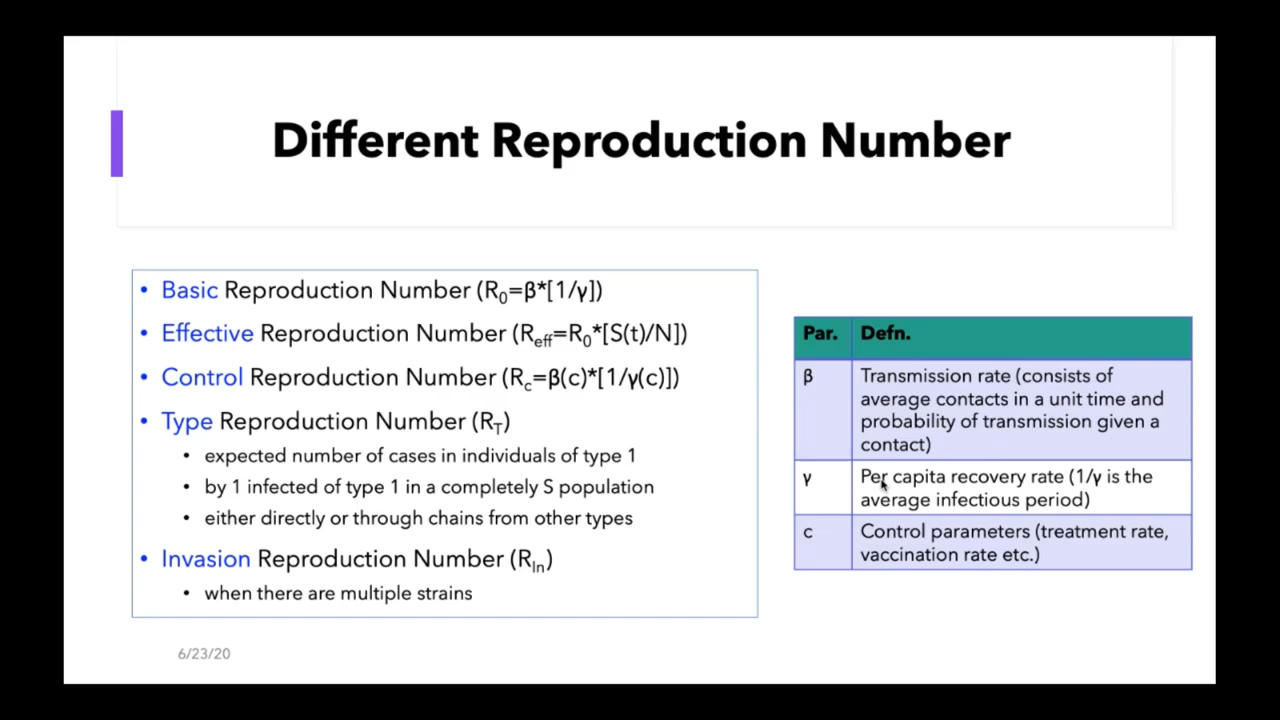 Different Reproduction Number
• Basic Reproduction Number (R₀=β*[1/γ])
• Effective Reproduction Number (R_eff=R₀*[S(t)/N])
• Control Reproduction Number (R_c=β(c)*[1/γ(c)])
• Type Reproduction Number (R_T)
• expected number of cases in individuals of type 1
• by 1 infected of type 1 in a completely S population
• either directly or through chains from other types
• Invasion Reproduction Number (R_In)
• when there are multiple strains
Par. Defn.
β Transmission rate (consists of
average contacts in a unit time and
probability of transmission given a
contact)
γ Per capita recovery rate (1/γ is the
average infectious period)
c Control parameters (treatment rate,
vaccination rate etc.)
6/23/20